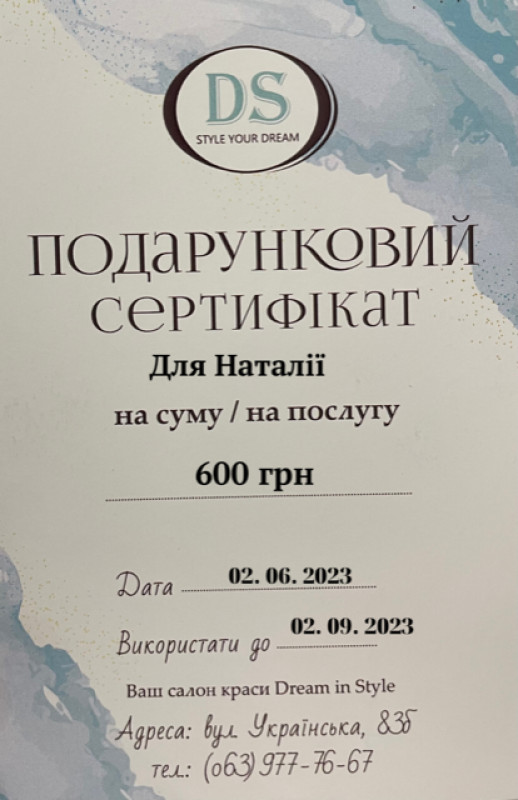 DS
STYLE YOUR DREAM
ПОДАРУНКОВИЙ
СЕРТИФІКАТ
Для Наталії
на суму / на послугу
600 грн
Дата 02. 06. 2023
Використати до 02. 09. 2023
Ваш салон краси Dream in Style
Адреса: вул. Українська, 83б
тел.: (063) 977-76-67